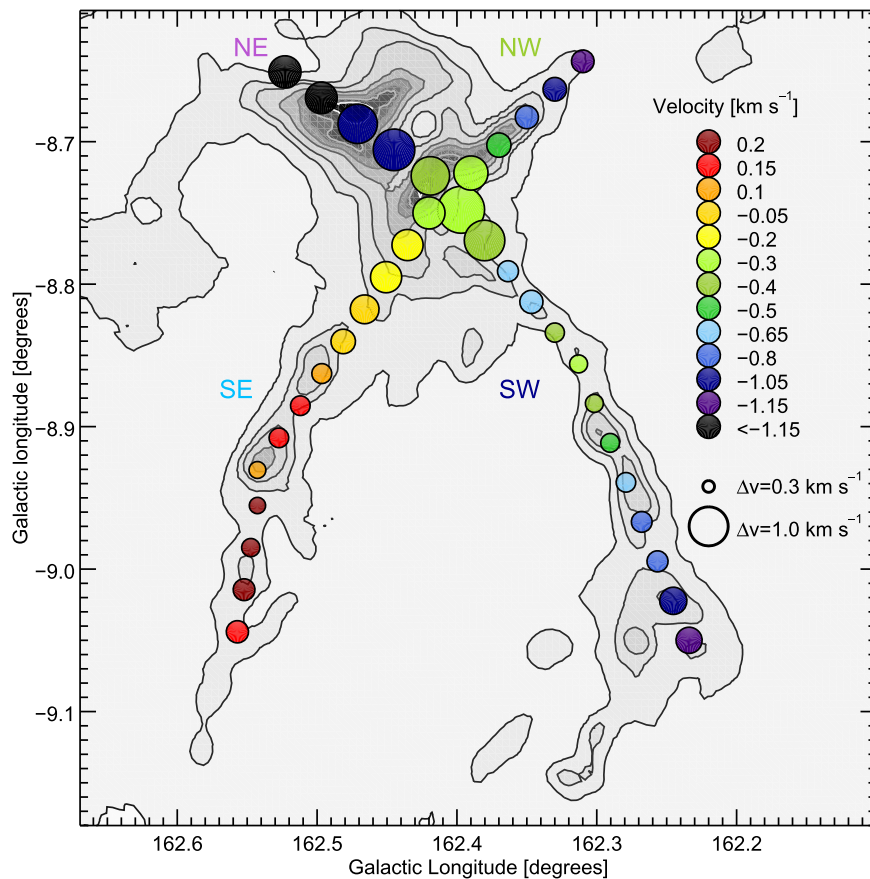 NE
NW
Velocity [km s⁻¹]
0.2
0.15
0.1
−0.05
−0.2
−0.3
−0.4
−0.5
−0.65
−0.8
−1.05
−1.15
<−1.15
SE
SW
Δv=0.3 km s⁻¹
Δv=1.0 km s⁻¹
−8.7
−8.8
−8.9
−9.0
−9.1
Galactic longitude [degrees]
162.6 162.5 162.4 162.3 162.2
Galactic Longitude [degrees]